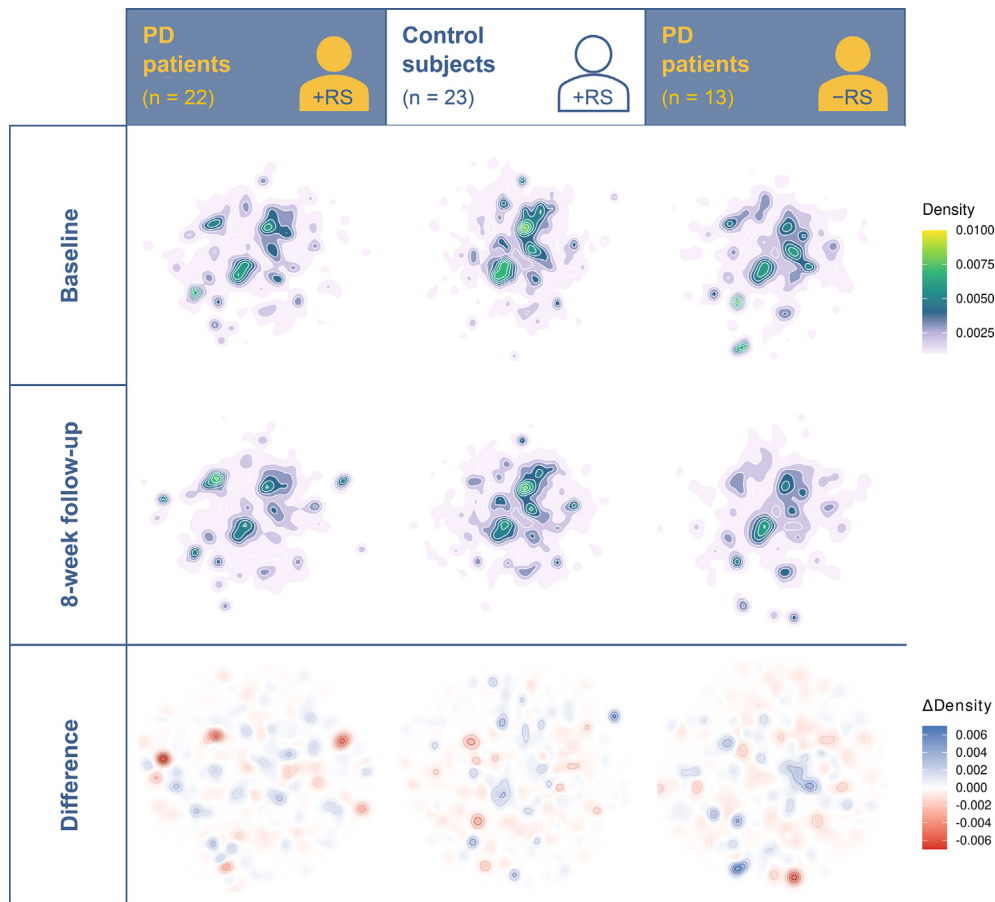 PD
patients
(n = 22)
+RS
Control
subjects
(n = 23)
+RS
PD
patients
(n = 13)
−RS
Baseline
Density
0.0100
0.0075
0.0050
0.0025
8-week follow-up
Difference
ΔDensity
0.006
0.004
0.002
0.000
-0.002
-0.004
-0.006